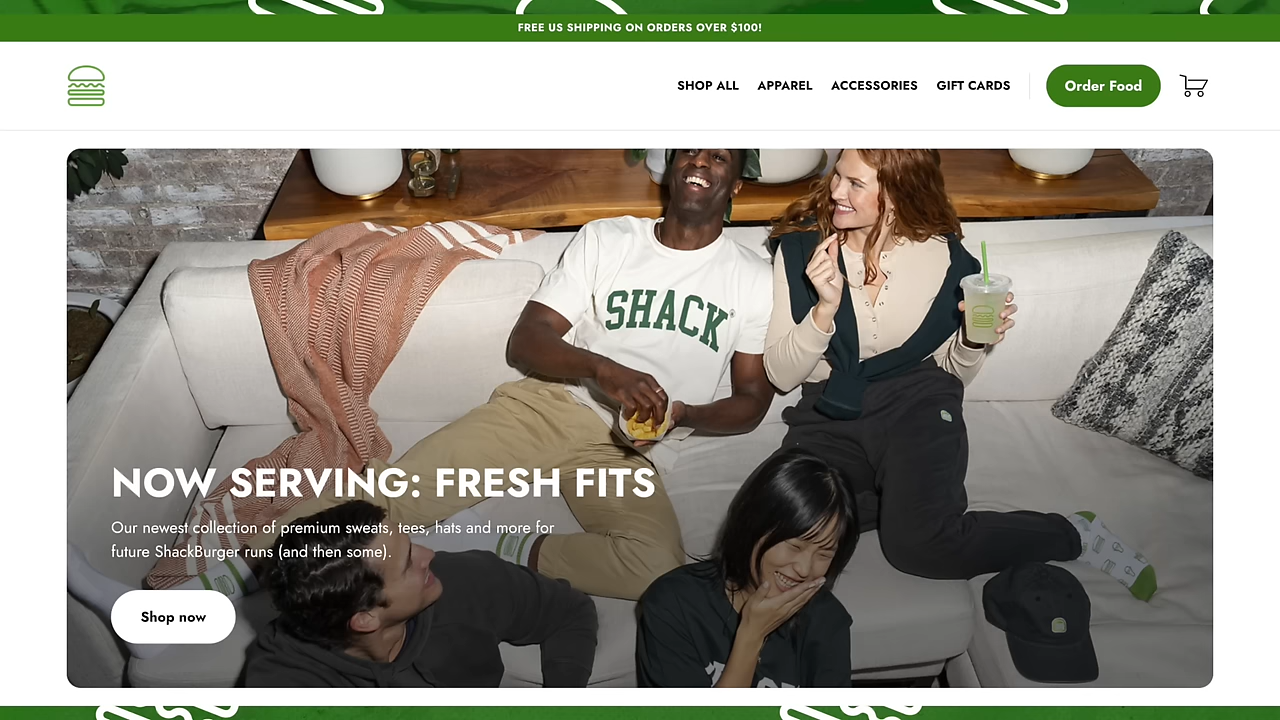 FREE US SHIPPING ON ORDERS OVER $100!
SHOP ALL
APPAREL
ACCESSORIES
GIFT CARDS
Order Food
SHACK
NOW SERVING: FRESH FITS
Our newest collection of premium sweats, tees, hats and more for
future ShackBurger runs (and then some).
Shop now